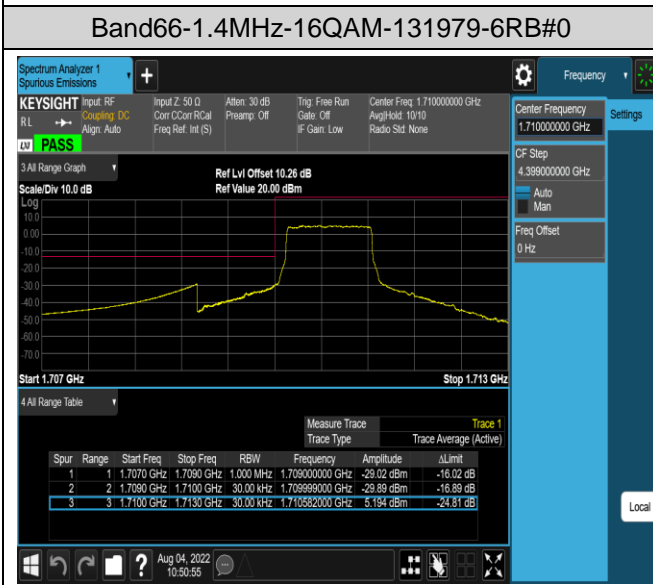 Band66-1.4MHz-16QAM-131979-6RB#0
Spectrum Analyzer 1
Spurious Emissions
+
Frequency
KEYSIGHT
RL
Input: RF
Coupling: DC
Align: Auto
Input Z: 50 Ω
Corr CCorr RCal
Freq Ref: Int (S)
Atten: 30 dB
Preamp: Off
Trig: Free Run
Gate: Off
IF Gain: Low
Center Freq: 1.710000000 GHz
Avg|Hold: 10/10
Radio Std: None
LXI PASS
Center Frequency
1.710000000 GHz
Settings
CF Step
4.399000000 GHz
Auto
Man
Freq Offset
0 Hz
3 All Range Graph
Ref Lvl Offset 10.26 dB
Scale/Div 10.0 dB
Ref Value 20.00 dBm
Log
10.0
0.00
-10.0
-20.0
-30.0
-40.0
-50.0
-60.0
-70.0
Start 1.707 GHz
Stop 1.713 GHz
4 All Range Table
Measure Trace Trace 1
Trace Type Trace Average (Active)
Spur Range Start Freq Stop Freq RBW Frequency Amplitude ΔLimit
1 1 1.7070 GHz 1.7090 GHz 1.000 MHz 1.709000000 GHz -29.02 dBm -16.02 dB
2 2 1.7090 GHz 1.7100 GHz 30.00 kHz 1.709999000 GHz -29.89 dBm -16.89 dB
3 3 1.7100 GHz 1.7130 GHz 30.00 kHz 1.710582000 GHz 5.194 dBm -24.81 dB
Local
?
Aug 04, 2022
10:50:55